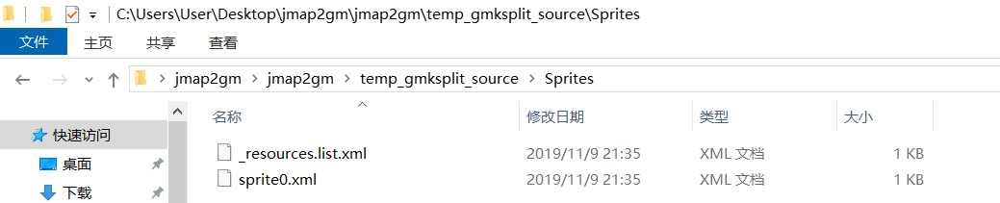 C:\Users\User\Desktop\jmap2gm\jmap2gm\temp_gmksplit_source\Sprites
文件 主页 共享 查看
jmap2gm jmap2gm temp_gmksplit_source Sprites
快速访问
桌面
下载
名称 修改日期 类型 大小
_resources.list.xml 2019/11/9 21:35 XML 文档 1 KB
sprite0.xml 2019/11/9 21:35 XML 文档 1 KB